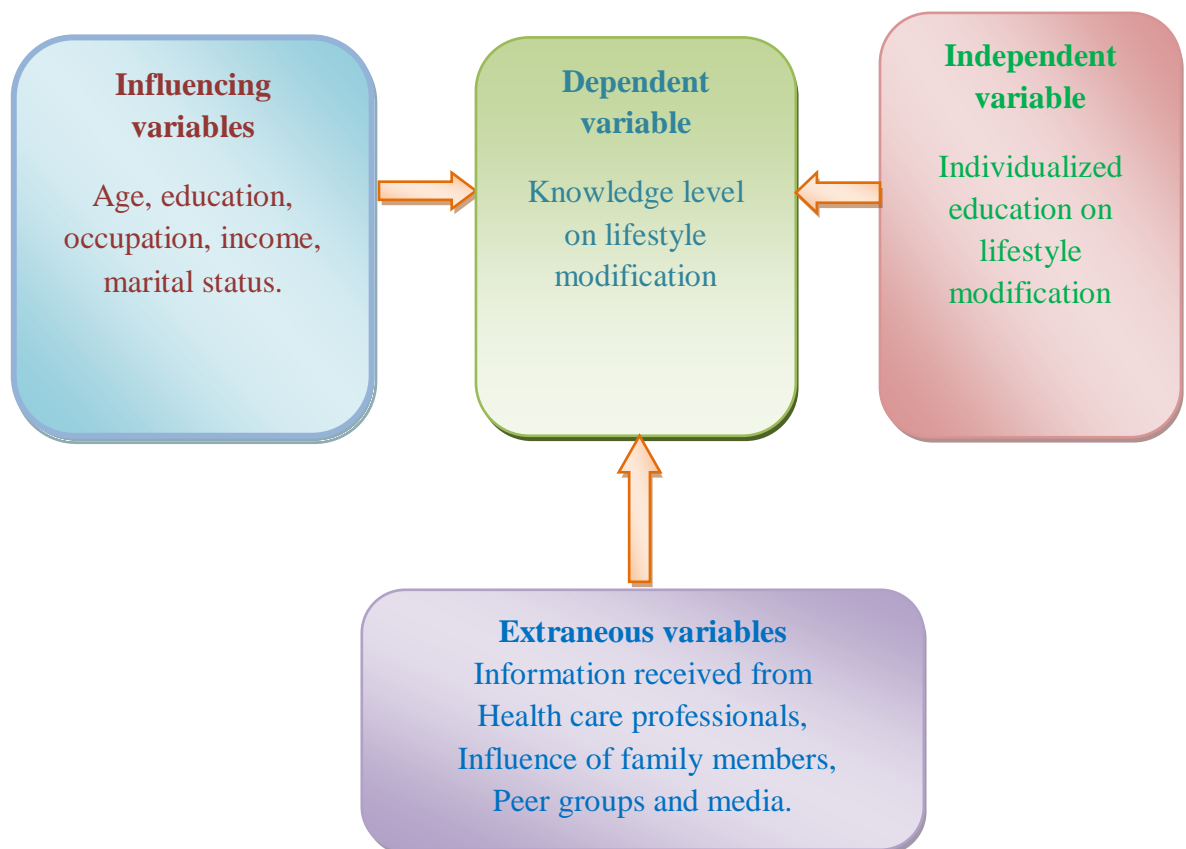 Influencing
variables
Age, education,
occupation, income,
marital status.
Dependent
variable
Knowledge level
on lifestyle
modification
Independent
variable
Individualized
education on
lifestyle
modification
Extraneous variables
Information received from
Health care professionals,
Influence of family members,
Peer groups and media.